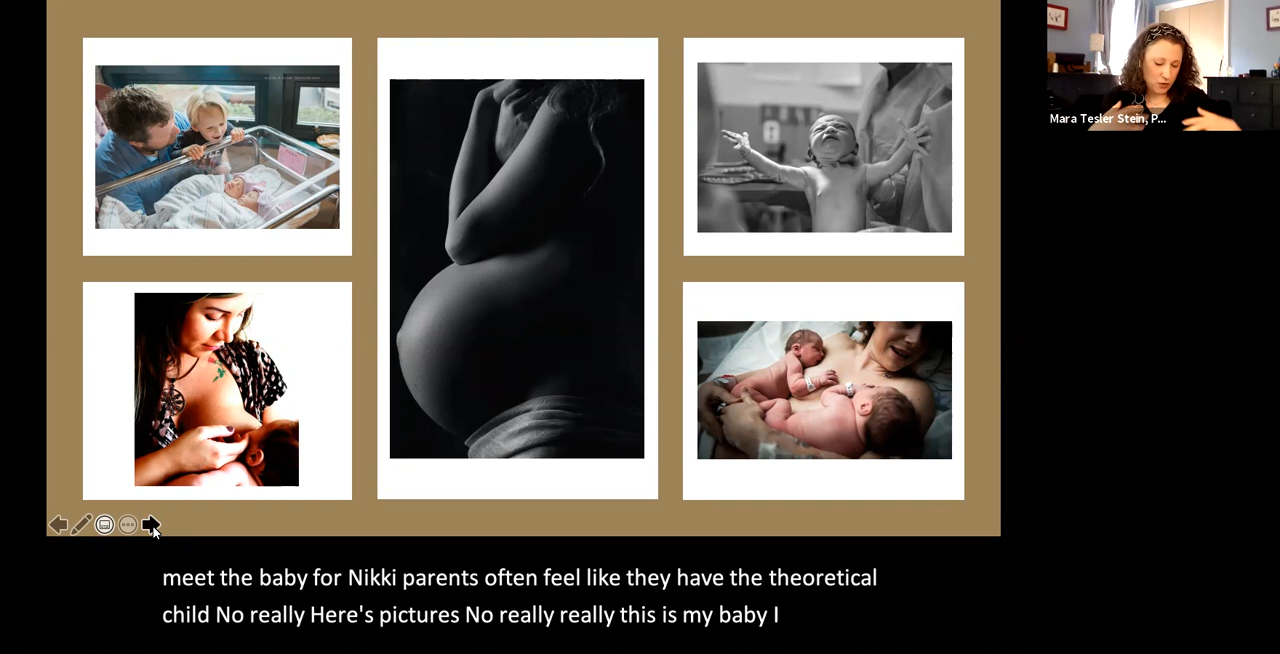 Mara Tesler Stein, P...
meet the baby for Nikki parents often feel like they have the theoretical
child No really Here's pictures No really really this is my baby I